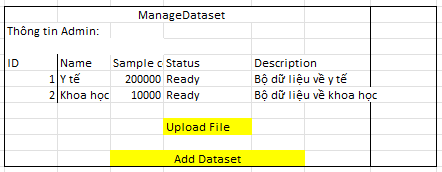 ManageDataset
Thông tin Admin:
ID Name Sample c Status Description
1 Y tế 200000 Ready Bộ dữ liệu về y tế
2 Khoa học 10000 Ready Bộ dữ liệu về khoa học
Upload File
Add Dataset